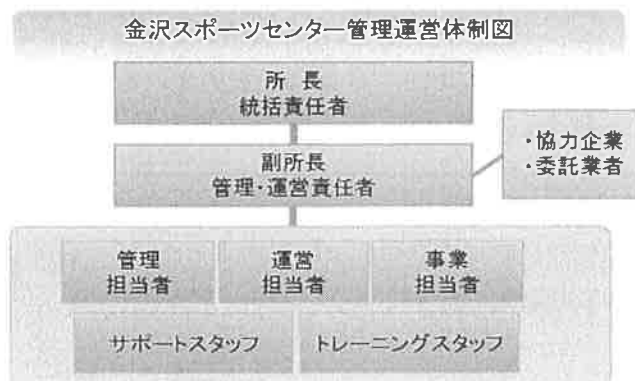 金沢スポーツセンター管理運営体制図
所 長
統括責任者
副所長
管理・運営責任者
・協力企業
・委託業者
管理
担当者
運営
担当者
事業
担当者
サポートスタッフ
トレーニングスタッフ